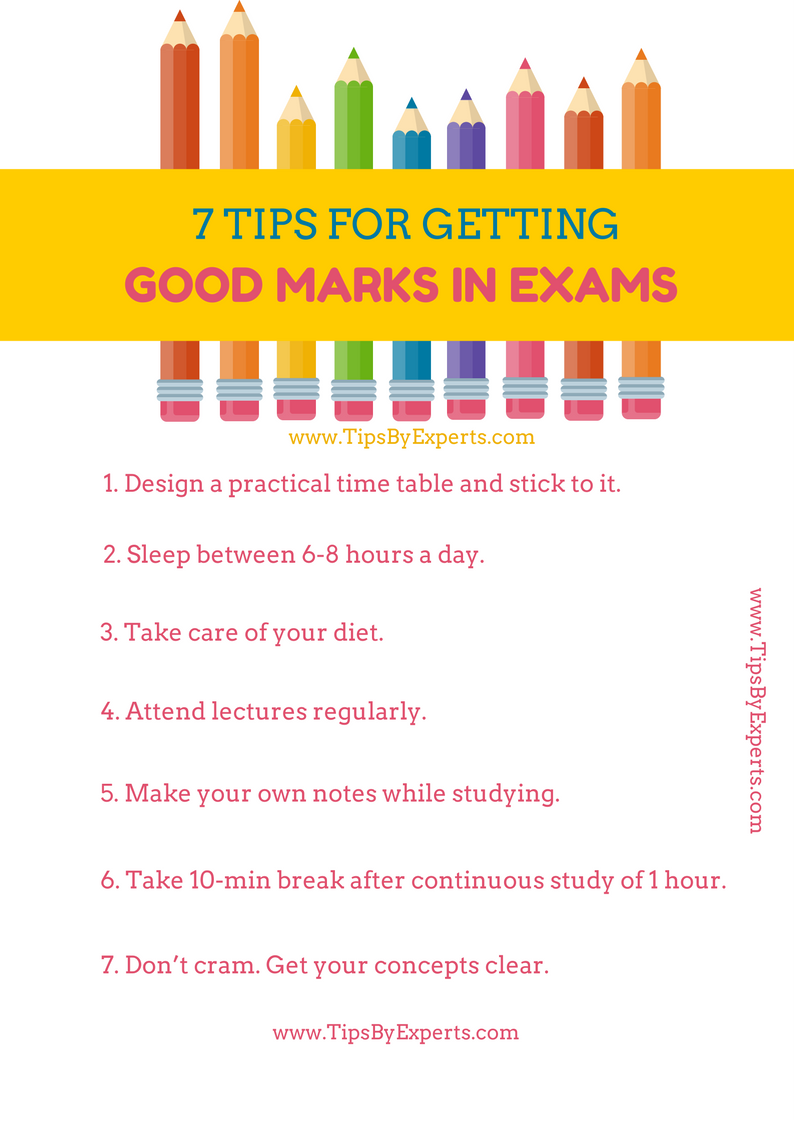 7 TIPS FOR GETTING
GOOD MARKS IN EXAMS
www.TipsByExperts.com
1. Design a practical time table and stick to it.
2. Sleep between 6-8 hours a day.
3. Take care of your diet.
4. Attend lectures regularly.
5. Make your own notes while studying.
6. Take 10-min break after continuous study of 1 hour.
7. Don’t cram. Get your concepts clear.
www.TipsByExperts.com
www.TipsByExperts.com